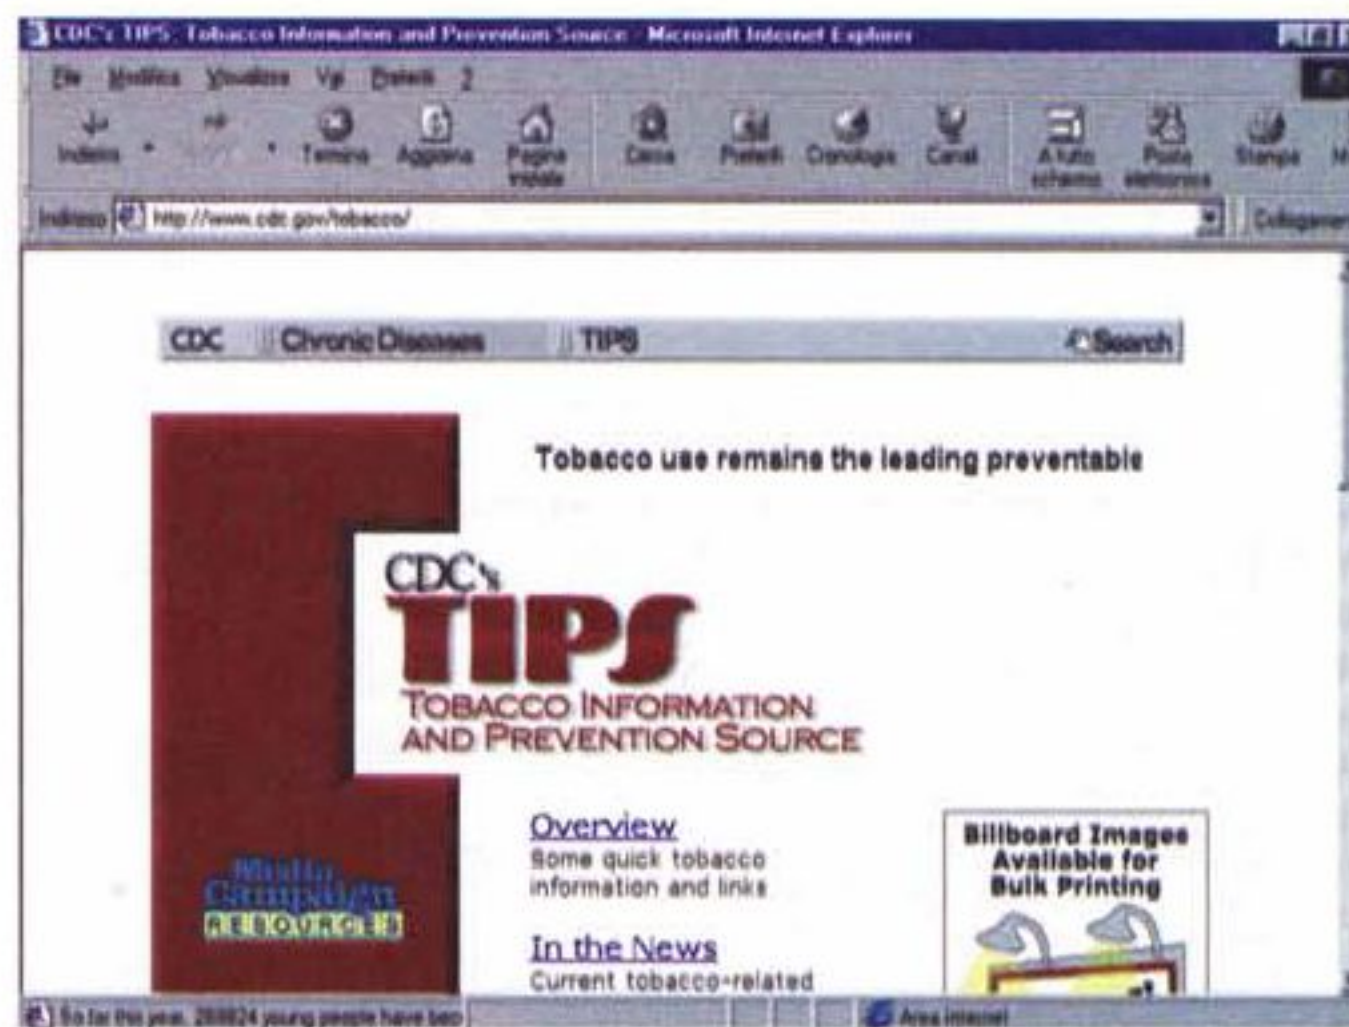 CDC's TIPS: Tobacco Information and Prevention Source - Microsoft Internet Explorer
File Modifica Visualizza Vai Preferiti ?
Indietro Termina Aggiorna Pagina iniziale Cerca Preferiti Cronologia Canali A tutto schermo Posta elettronica Stampa
Indirizzo http://www.cdc.gov/tobacco/
CDC Chronic Diseases TIPS Search
Tobacco use remains the leading preventable
CDC's
TIPS
TOBACCO INFORMATION
AND PREVENTION SOURCE
Overview
Some quick tobacco
information and links
Billboard Images
Available for
Bulk Printing
Media
Campaign
RESOURCES
In the News
Current tobacco-related
So far this year, 288824 young people have bec
Area internet